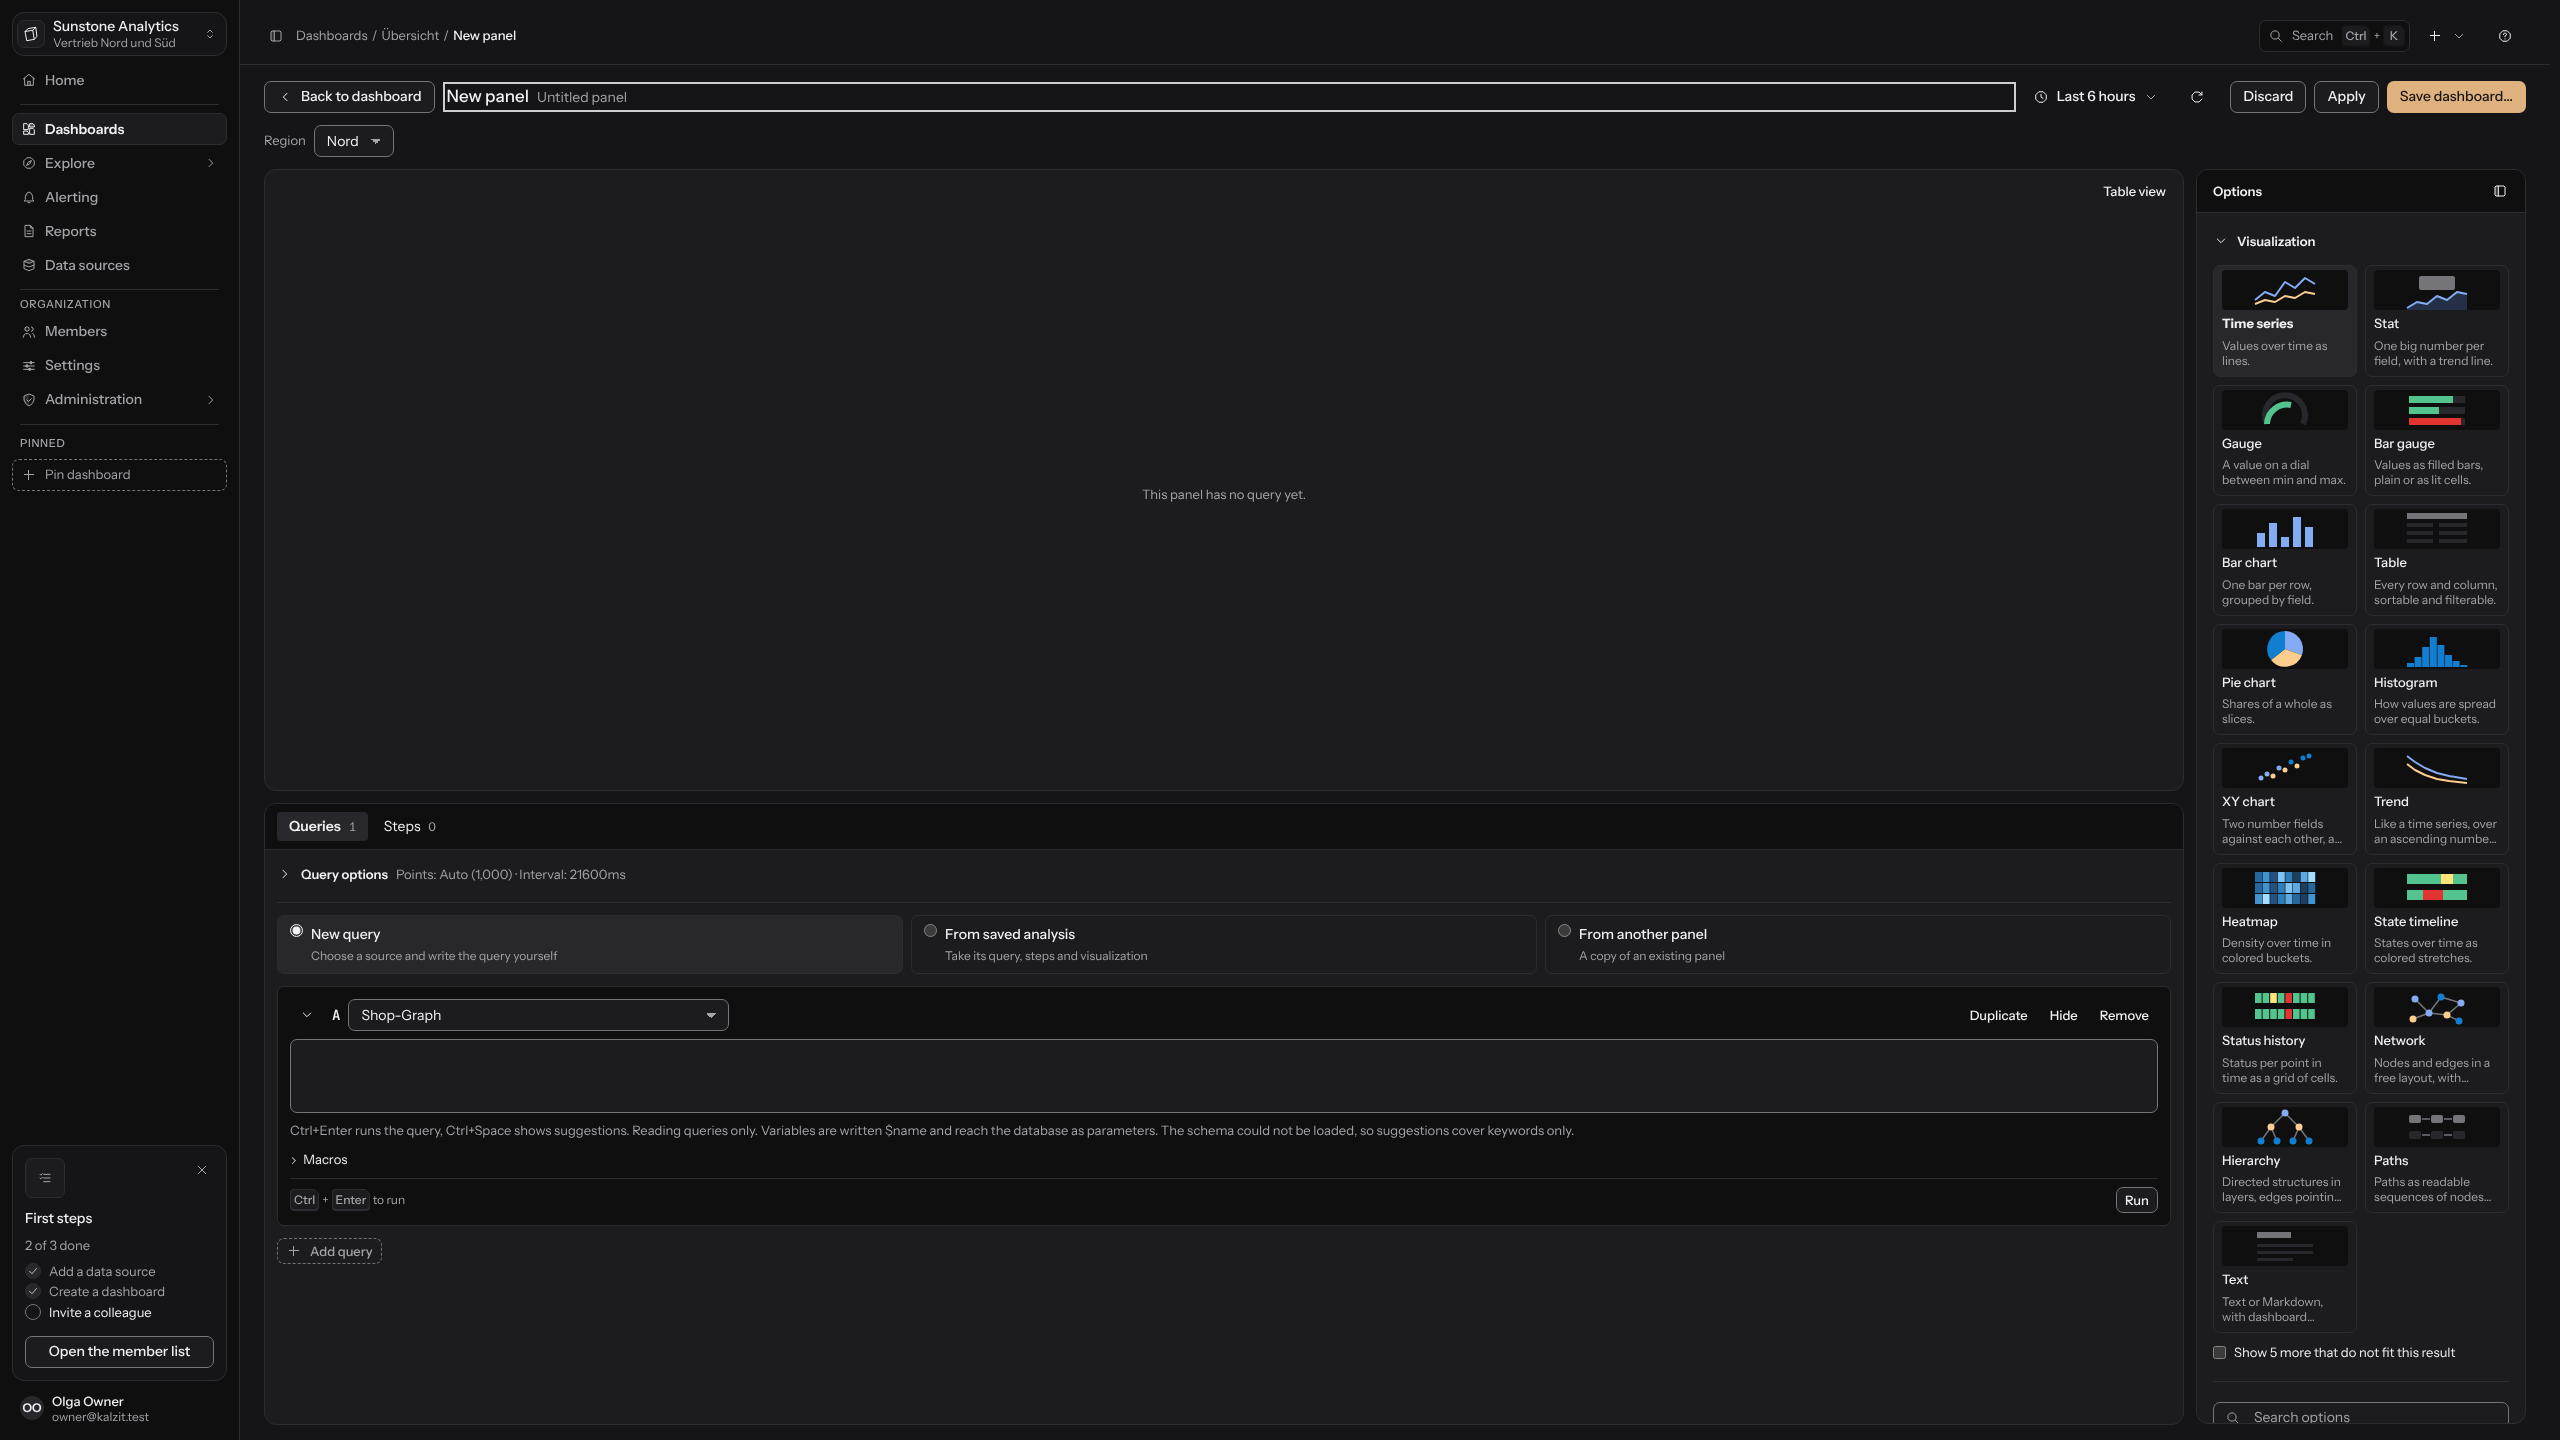 Sunstone Analytics
Vertrieb Nord und Süd
Home
Dashboards
Explore
Alerting
Reports
Data sources
ORGANIZATION
Members
Settings
Administration
PINNED
Pin dashboard
First steps
2 of 3 done
Add a data source
Create a dashboard
Invite a colleague
Open the member list
OO
Olga Owner
owner@kalzit.test
Dashboards / Übersicht / New panel
Search Ctrl + K
Back to dashboard
New panel Untitled panel
Last 6 hours
Discard
Apply
Save dashboard...
Region Nord
Table view
This panel has no query yet.
Queries 1
Steps 0
Query options Points: Auto (1,000) · Interval: 21600ms
New query
Choose a source and write the query yourself
From saved analysis
Take its query, steps and visualization
From another panel
A copy of an existing panel
A Shop-Graph
Duplicate
Hide
Remove
Ctrl+Enter runs the query, Ctrl+Space shows suggestions. Reading queries only. Variables are written $name and reach the database as parameters. The schema could not be loaded, so suggestions cover keywords only.
Macros
Ctrl + Enter to run
Run
Add query
Options
Visualization
Time series
Values over time as
lines.
Stat
One big number per
field, with a trend line.
Gauge
A value on a dial
between min and max.
Bar gauge
Values as filled bars,
plain or as lit cells.
Bar chart
One bar per row,
grouped by field.
Table
Every row and column,
sortable and filterable.
Pie chart
Shares of a whole as
slices.
Histogram
How values are spread
over equal buckets.
XY chart
Two number fields
against each other, a...
Trend
Like a time series, over
an ascending numbe...
Heatmap
Density over time in
colored buckets.
State timeline
States over time as
colored stretches.
Status history
Status per point in
time as a grid of cells.
Network
Nodes and edges in a
free layout, with...
Hierarchy
Directed structures in
layers, edges pointin...
Paths
Paths as readable
sequences of nodes...
Text
Text or Markdown,
with dashboard...
Show 5 more that do not fit this result
Search options